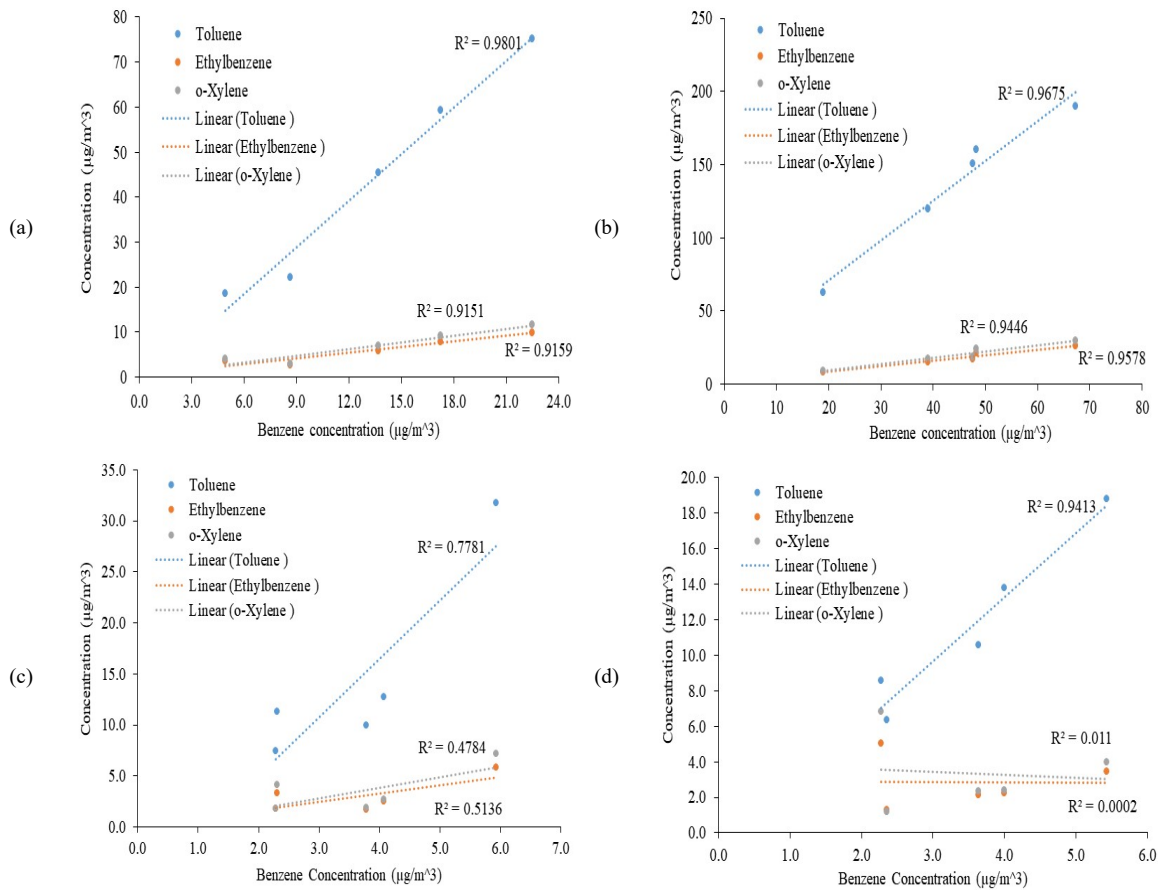 (a)
80
70
60
50
40
30
20
10
0
Concentration (µg/m^3)
Toluene
Ethylbenzene
o-Xylene
Linear (Toluene )
Linear (Ethylbenzene )
Linear (o-Xylene )
R² = 0.9801
R² = 0.9151
R² = 0.9159
0.0 3.0 6.0 9.0 12.0 15.0 18.0 21.0 24.0
Benzene concentration (µg/m^3)
(b)
250
200
150
100
50
0
Concentration (µg/m^3)
Toluene
Ethylbenzene
o-Xylene
Linear (Toluene )
Linear (Ethylbenzene )
Linear (o-Xylene )
R² = 0.9675
R² = 0.9446
R² = 0.9578
0 10 20 30 40 50 60 70 80
Benzene concentration (µg/m^3)
(c)
35.0
30.0
25.0
20.0
15.0
10.0
5.0
0.0
Concentration (µg/m^3)
Toluene
Ethylbenzene
o-Xylene
Linear (Toluene )
Linear (Ethylbenzene )
Linear (o-Xylene )
R² = 0.7781
R² = 0.4784
R² = 0.5136
0.0 1.0 2.0 3.0 4.0 5.0 6.0 7.0
Benzene Concentration (µg/m^3)
(d)
20.0
18.0
16.0
14.0
12.0
10.0
8.0
6.0
4.0
2.0
0.0
Concentration (µg/m^3)
Toluene
Ethylbenzene
o-Xylene
Linear (Toluene )
Linear (Ethylbenzene )
Linear (o-Xylene )
R² = 0.9413
R² = 0.011
R² = 0.0002
0.0 1.0 2.0 3.0 4.0 5.0 6.0
Benzene Concentration (µg/m^3)